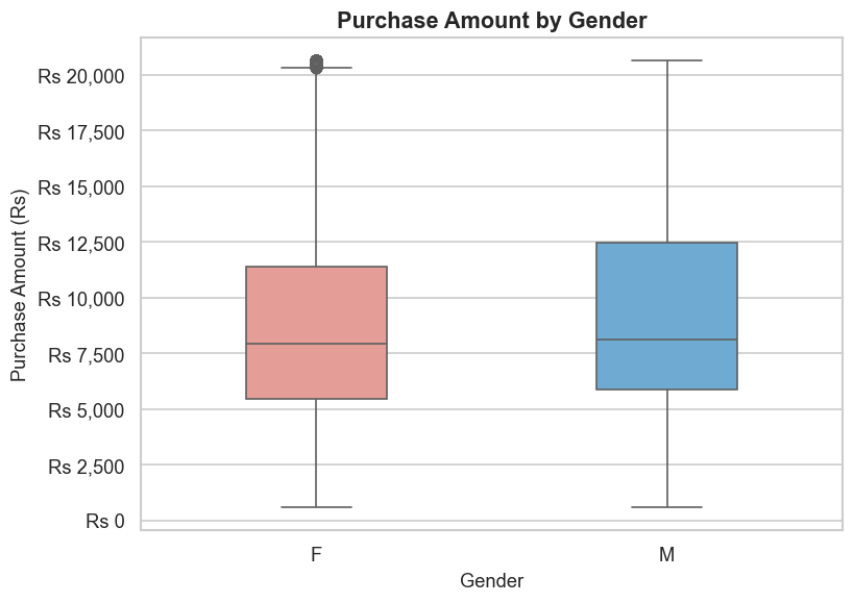 Purchase Amount by Gender
Purchase Amount (Rs)
Rs 20,000
Rs 17,500
Rs 15,000
Rs 12,500
Rs 10,000
Rs 7,500
Rs 5,000
Rs 2,500
Rs 0
F
M
Gender